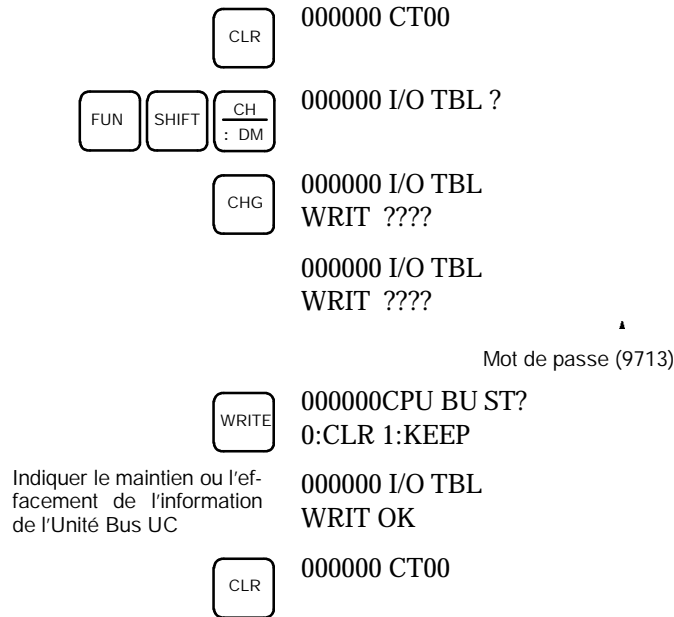 CLR
000000 CT00
FUN
SHIFT
CH
: DM
000000 I/O TBL ?
CHG
000000 I/O TBL
WRIT ????
000000 I/O TBL
WRIT ????
Mot de passe (9713)
WRITE
000000CPU BU ST?
0:CLR 1:KEEP
Indiquer le maintien ou l'ef-
facement de l'information
de l'Unité Bus UC
000000 I/O TBL
WRIT OK
CLR
000000 CT00